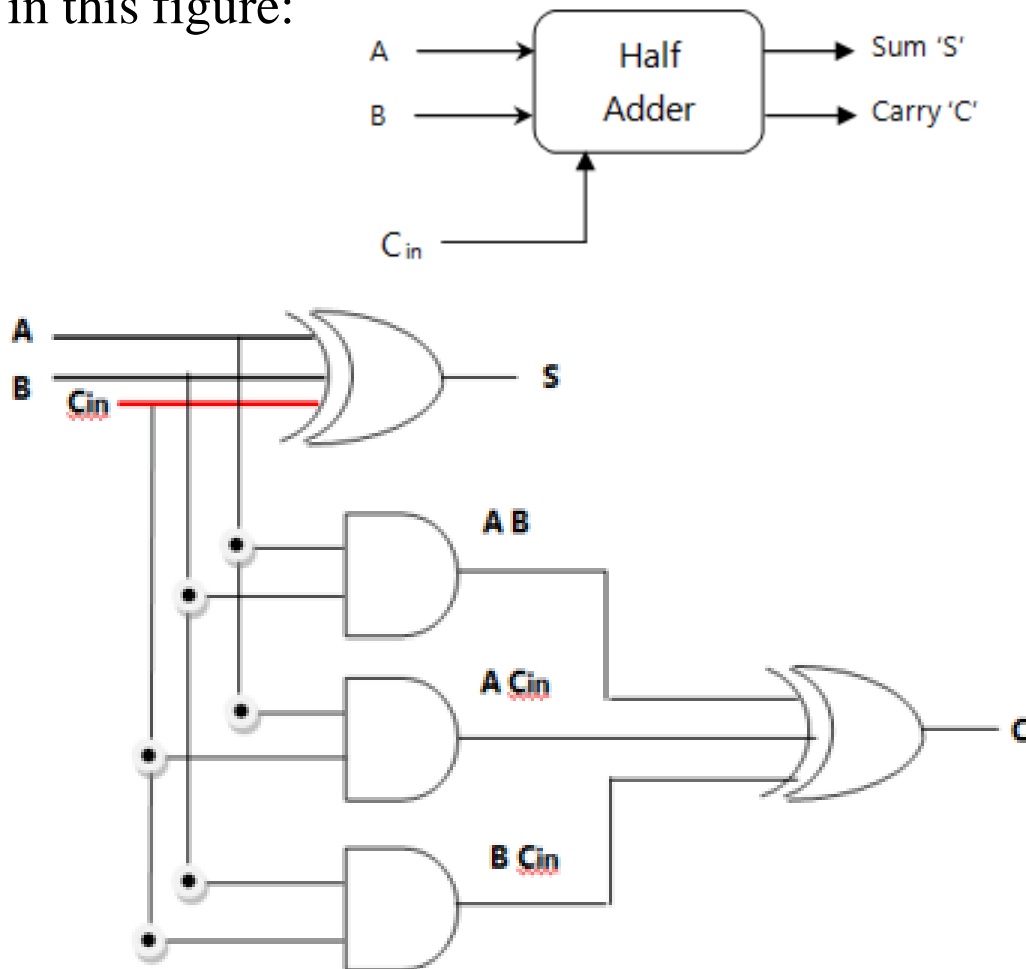 in this figure:
A
Half
Adder
Sum 'S'
B
Carry 'C'
C in
A
B
Cin
S
A B
A Cin
C
B Cin